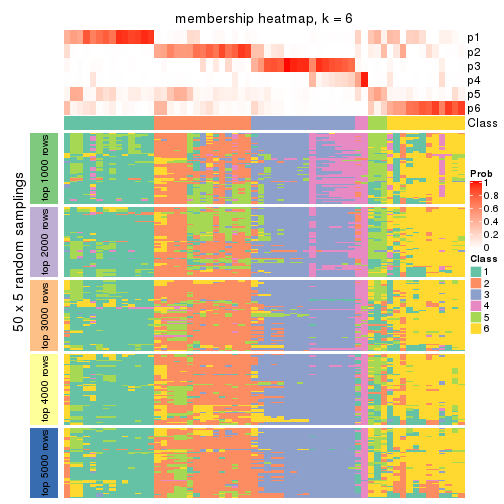 membership heatmap, k = 6
p1
p2
p3
p4
p5
p6
Class
50 x 5 random samplings
top 1000 rows
top 2000 rows
top 3000 rows
top 4000 rows
top 5000 rows
Prob
1
0.8
0.6
0.4
0.2
0
Class
1
2
3
4
5
6